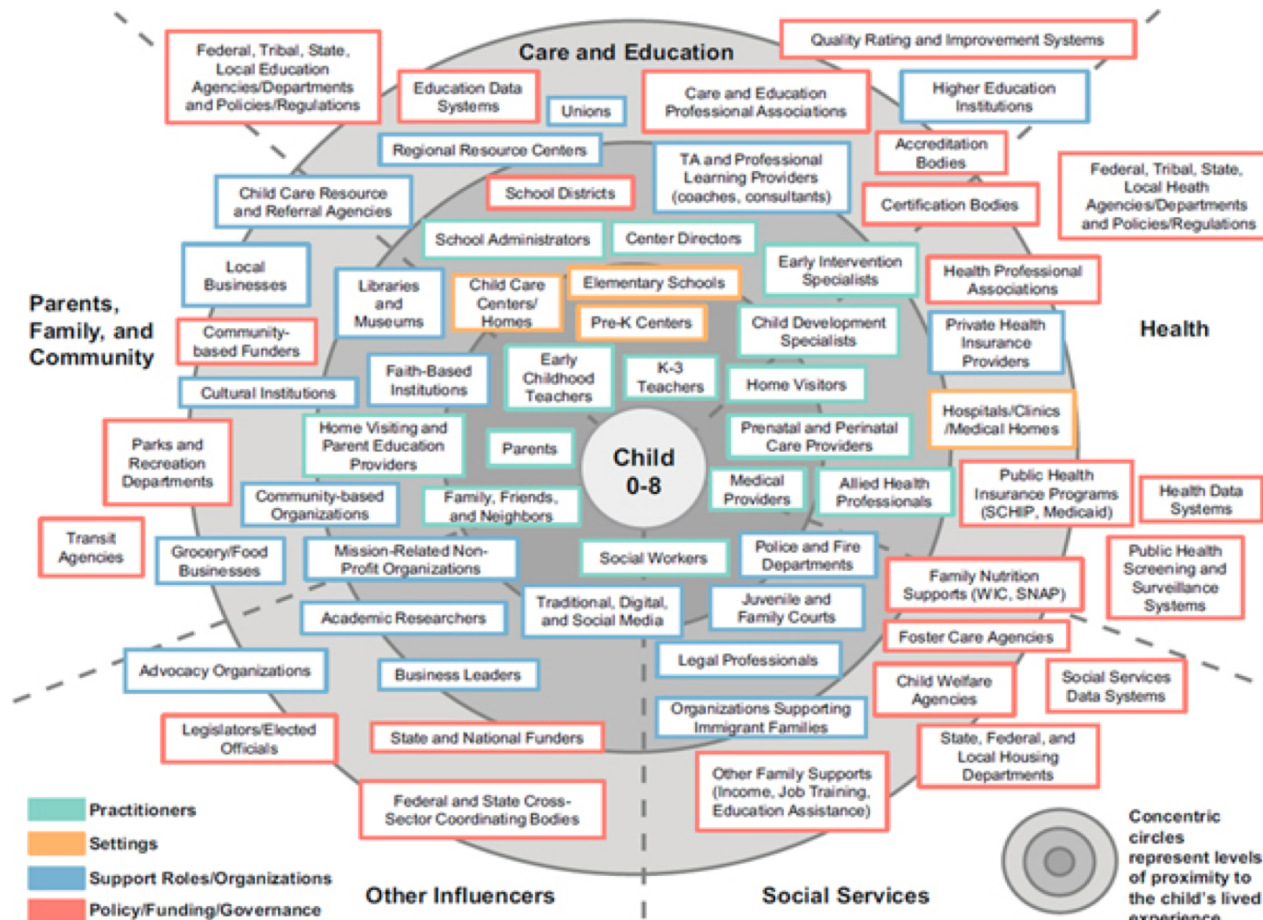 Care and Education
Federal, Tribal, State,
Local Education
Agencies/Departments
and Policies/Regulations
Education Data
Systems
Unions
Care and Education
Professional Associations
Quality Rating and Improvement Systems
Higher Education
Institutions
Regional Resource Centers
TA and Professional
Learning Providers
(coaches, consultants)
Accreditation
Bodies
Child Care Resource
and Referral Agencies
School Districts
Certification Bodies
Federal, Tribal, State,
Local Heath
Agencies/Departments
and Policies/Regulations
School Administrators
Center Directors
Early Intervention
Specialists
Local
Businesses
Libraries
and
Museums
Child Care
Centers/
Homes
Elementary Schools
Health Professional
Associations
Parents,
Family, and
Community
Community-
based Funders
Pre-K Centers
Child Development
Specialists
Private Health
Insurance
Providers
Health
Cultural Institutions
Faith-Based
Institutions
Early
Childhood
Teachers
K-3
Teachers
Home Visitors
Hospitals/Clinics
/Medical Homes
Parks and
Recreation
Departments
Home Visiting and
Parent Education
Providers
Parents
Child
0-8
Prenatal and Perinatal
Care Providers
Community-based
Organizations
Family, Friends,
and Neighbors
Medical
Providers
Allied Health
Professionals
Public Health
Insurance Programs
(SCHIP, Medicaid)
Health Data
Systems
Transit
Agencies
Grocery/Food
Businesses
Mission-Related Non-
Profit Organizations
Social Workers
Police and Fire
Departments
Family Nutrition
Supports (WIC, SNAP)
Public Health
Screening and
Surveillance
Systems
Academic Researchers
Traditional, Digital,
and Social Media
Juvenile and
Family Courts
Foster Care Agencies
Advocacy Organizations
Business Leaders
Legal Professionals
Child Welfare
Agencies
Social Services
Data Systems
Legislators/Elected
Officials
State and National Funders
Organizations Supporting
Immigrant Families
State, Federal, and
Local Housing
Departments
Federal and State Cross-
Sector Coordinating Bodies
Other Family Supports
(Income, Job Training,
Education Assistance)
Practitioners
Settings
Support Roles/Organizations
Policy/Funding/Governance
Other Influencers
Social Services
Concentric
circles
represent levels
of proximity to
the child's lived
experience